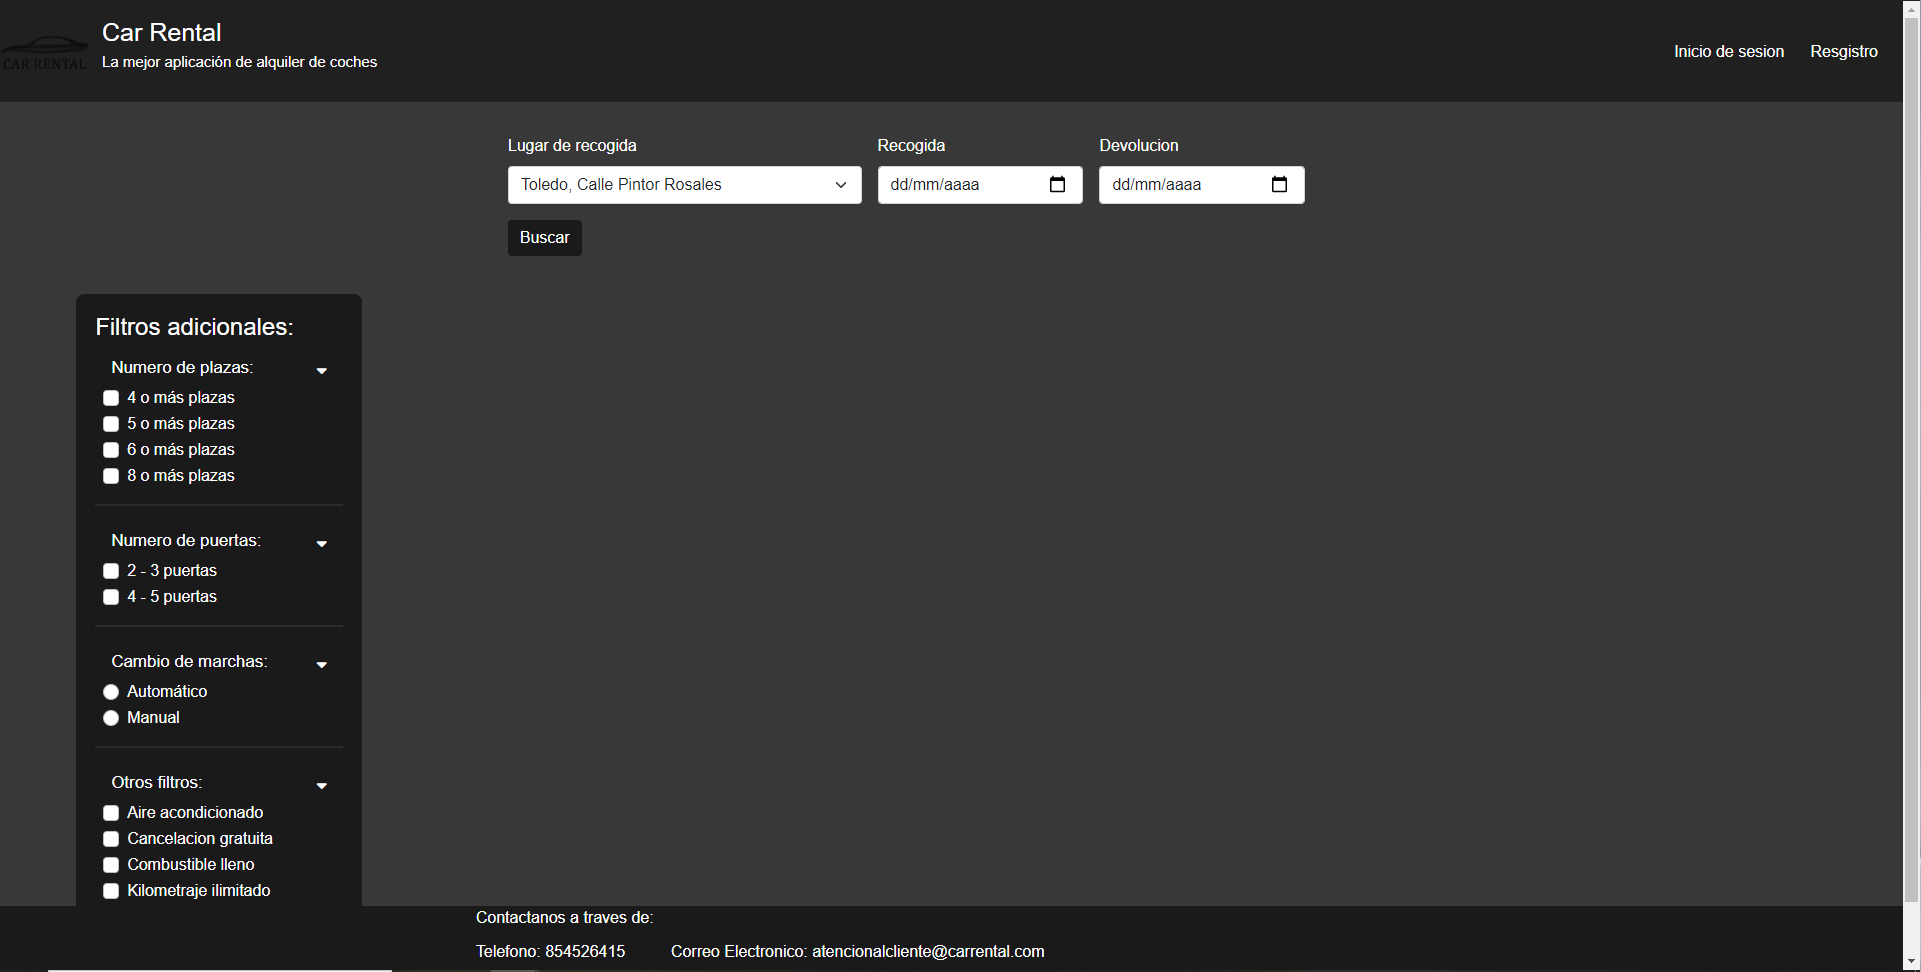 Car Rental
La mejor aplicación de alquiler de coches
CAR RENTAL
Inicio de sesion
Resgistro
Lugar de recogida
Recogida
Devolucion
Toledo, Calle Pintor Rosales
dd/mm/aaaa
dd/mm/aaaa
Buscar
Filtros adicionales:
Numero de plazas:
4 o más plazas
5 o más plazas
6 o más plazas
8 o más plazas
Numero de puertas:
2 - 3 puertas
4 - 5 puertas
Cambio de marchas:
Automático
Manual
Otros filtros:
Aire acondicionado
Cancelacion gratuita
Combustible lleno
Kilometraje ilimitado
Contactanos a traves de:
Telefono: 854526415
Correo Electronico: atencionalcliente@carrental.com